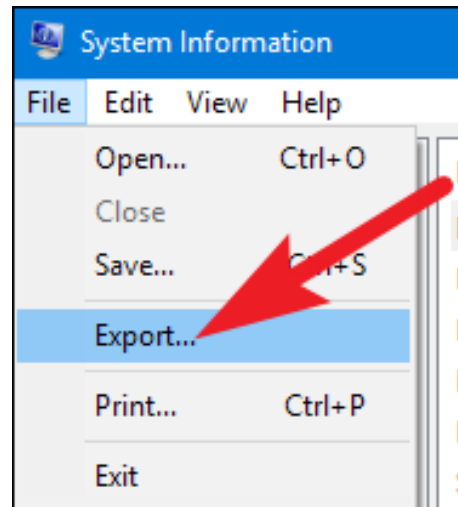 System Information
File Edit View Help
Open... Ctrl+O
Close
Save...
Export...
Print... Ctrl+P
Exit